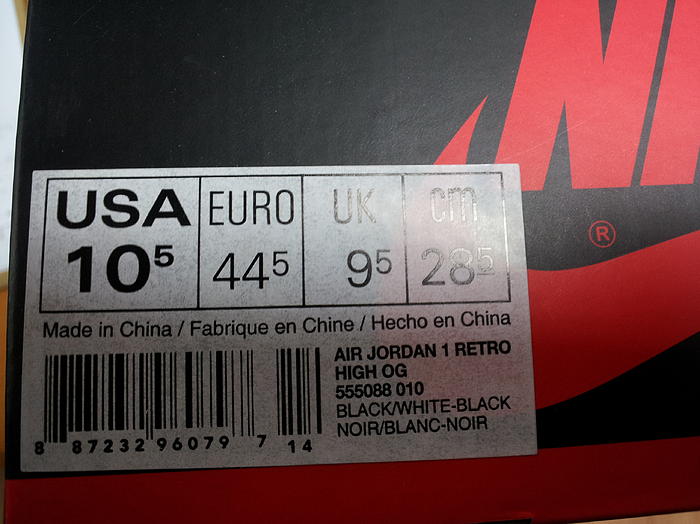 NIKE
®
USA EURO UK cm
10⁵ 44⁵ 9⁵ 28⁵
Made in China / Fabrique en Chine / Hecho en China
AIR JORDAN 1 RETRO
HIGH OG
555088 010
BLACK/WHITE-BLACK
NOIR/BLANC-NOIR
8 87232 96079 7 14